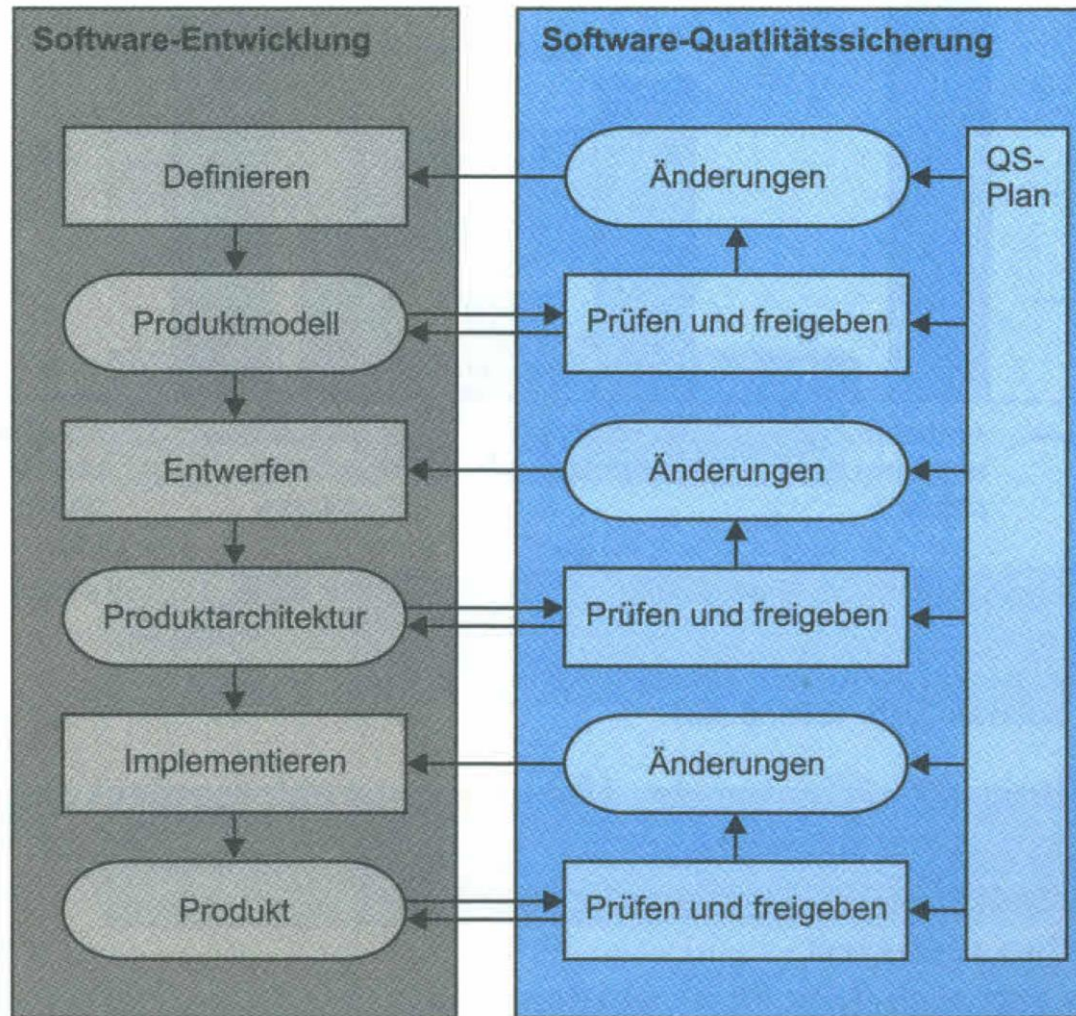 Software-Entwicklung
Definieren
Produktmodell
Entwerfen
Produktarchitektur
Implementieren
Produkt
Software-Quatlitätssicherung
Änderungen
Prüfen und freigeben
Änderungen
Prüfen und freigeben
Änderungen
Prüfen und freigeben
QS-
Plan